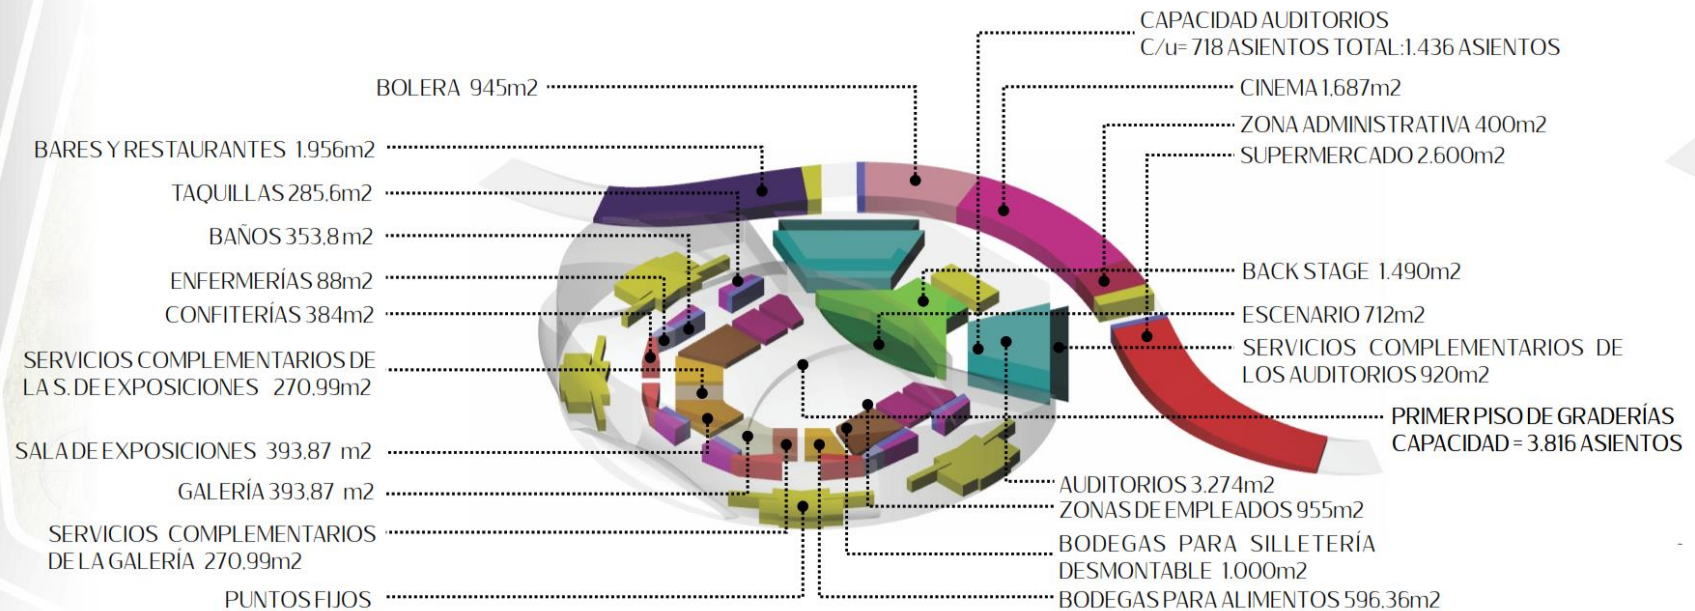 CAPACIDAD AUDITORIOS
C/u= 718 ASIENTOS TOTAL:1.436 ASIENTOS
BOLERA 945m2
CINEMA 1,687m2
ZONA ADMINISTRATIVA 400m2
BARES Y RESTAURANTES 1.956m2
SUPERMERCADO 2.600m2
TAQUILLAS 285.6m2
BAÑOS 353.8 m2
ENFERMERÍAS 88m2
BACK STAGE 1.490m2
CONFITERÍAS 384m2
ESCENARIO 712m2
SERVICIOS COMPLEMENTARIOS DE
LA S. DE EXPOSICIONES 270,99m2
SERVICIOS COMPLEMENTARIOS DE
LOS AUDITORIOS 920m2
PRIMER PISO DE GRADERÍAS
CAPACIDAD = 3.816 ASIENTOS
SALA DE EXPOSICIONES 393.87 m2
GALERÍA 393.87 m2
AUDITORIOS 3.274m2
ZONAS DE EMPLEADOS 955m2
SERVICIOS COMPLEMENTARIOS
DE LA GALERÍA 270,99m2
BODEGAS PARA SILLETERÍA
DESMONTABLE 1.000m2
PUNTOS FIJOS
BODEGAS PARA ALIMENTOS 596,36m2